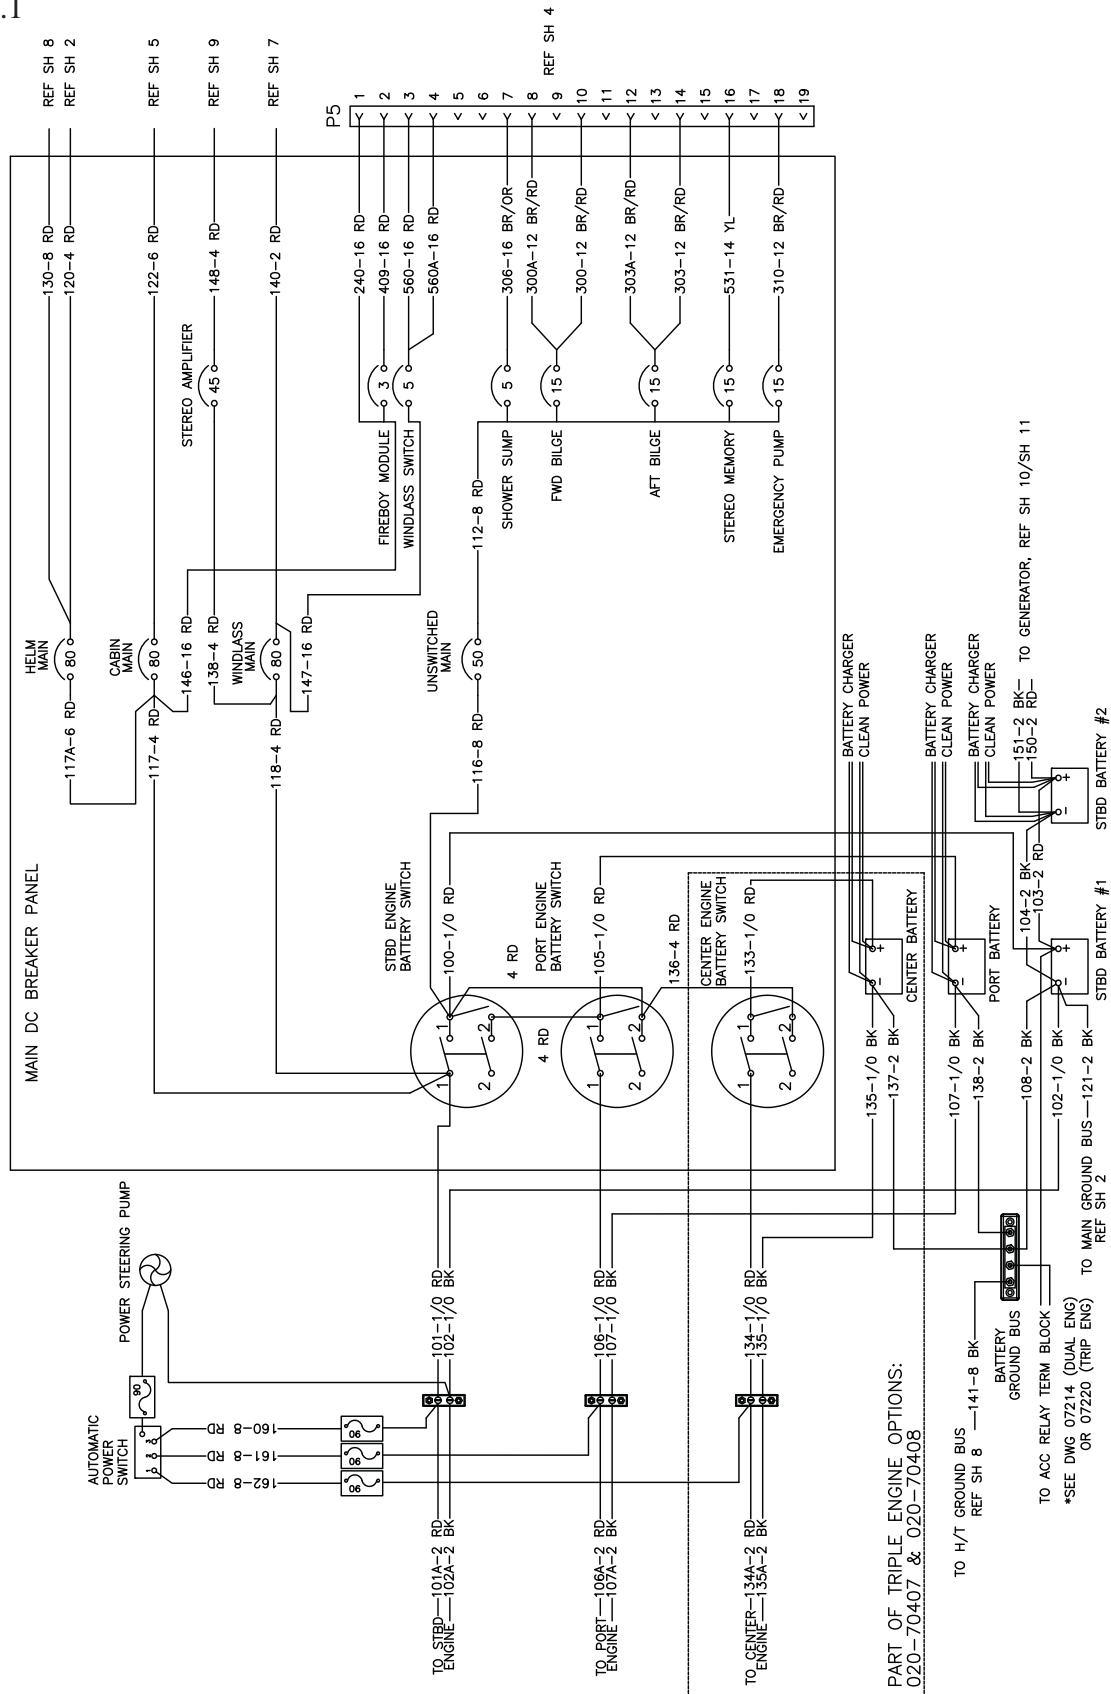 .1
REF SH 8
REF SH 2
REF SH 5
REF SH 9
REF SH 7
REF SH 4
P5
1
2
3
4
5
6
7
8
9
10
11
12
13
14
15
16
17
18
19
MAIN DC BREAKER PANEL
130-8 RD
120-4 RD
122-6 RD
148-4 RD
140-2 RD
240-16 RD
409-16 RD
560-16 RD
560A-16 RD
306-16 BR/OR
300A-12 BR/RD
300-12 BR/RD
303A-12 BR/RD
303-12 BR/RD
531-14 YL
310-12 BR/RD
STEREO AMPLIFIER
45
3
5
5
15
15
15
15
FIREBOY MODULE
WINDLASS SWITCH
SHOWER SUMP
FWD BILGE
AFT BILGE
STEREO MEMORY
EMERGENCY PUMP
112-8 RD
HELM
MAIN
80
CABIN
MAIN
80
146-16 RD
138-4 RD
WINDLASS
MAIN
80
147-16 RD
UNSWITCHED
MAIN
50
117A-6 RD
117-4 RD
118-4 RD
116-8 RD
STBD ENGINE
BATTERY SWITCH
100-1/0 RD
4 RD
PORT ENGINE
BATTERY SWITCH
105-1/0 RD
136-4 RD
CENTER ENGINE
BATTERY SWITCH
133-1/0 RD
1
2
1
2
4 RD
1
2
1
2
1
2
1
2
BATTERY CHARGER
CLEAN POWER
BATTERY CHARGER
CLEAN POWER
BATTERY CHARGER
CLEAN POWER
151-2 BK
150-2 RD
TO GENERATOR, REF SH 10/SH 11
- +
STBD BATTERY #2
104-2 BK
103-2 RD
- +
CENTER BATTERY
- +
PORT BATTERY
- +
STBD BATTERY #1
135-1/0 BK
137-2 BK
107-1/0 BK
138-2 BK
108-2 BK
102-1/0 BK
121-2 BK
TO MAIN GROUND BUS
REF SH 2
POWER STEERING PUMP
90
AUTOMATIC
POWER
SWITCH
1
2
3
160-8 RD
161-8 RD
162-8 RD
90
90
90
101-1/0 RD
102-1/0 BK
106-1/0 RD
107-1/0 BK
134-1/0 RD
135-1/0 BK
TO STBD
ENGINE
101A-2 RD
102A-2 BK
TO PORT
ENGINE
106A-2 RD
107A-2 BK
TO CENTER
ENGINE
134A-2 RD
135A-2 BK
PART OF TRIPLE ENGINE OPTIONS:
020-70407 & 020-70408
TO H/T GROUND BUS
REF SH 8
141-8 BK
BATTERY
GROUND BUS
TO ACC RELAY TERM BLOCK
*SEE DWG 07214 (DUAL ENG)
OR 07220 (TRIP ENG)